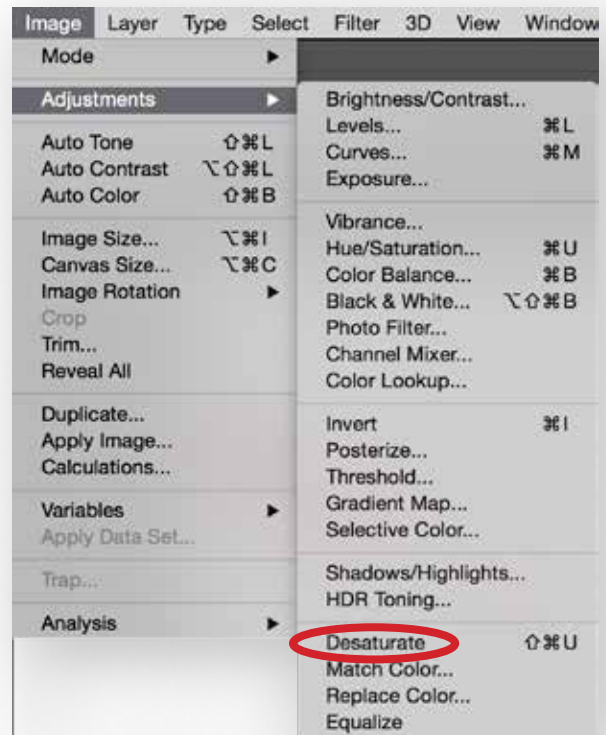 Image Layer Type Select Filter 3D View Window
Mode ▶
Adjustments ▶
Auto Tone ⇧⌘L
Auto Contrast ⌥⇧⌘L
Auto Color ⇧⌘B
Image Size... ⌥⌘I
Canvas Size... ⌥⌘C
Image Rotation ▶
Crop
Trim...
Reveal All
Duplicate...
Apply Image...
Calculations...
Variables ▶
Apply Data Set...
Trap...
Analysis ▶
Brightness/Contrast...
Levels... ⌘L
Curves... ⌘M
Exposure...
Vibrance...
Hue/Saturation... ⌘U
Color Balance... ⌘B
Black & White... ⌥⇧⌘B
Photo Filter...
Channel Mixer...
Color Lookup...
Invert ⌘I
Posterize...
Threshold...
Gradient Map...
Selective Color...
Shadows/Highlights...
HDR Toning...
Desaturate ⇧⌘U
Match Color...
Replace Color...
Equalize